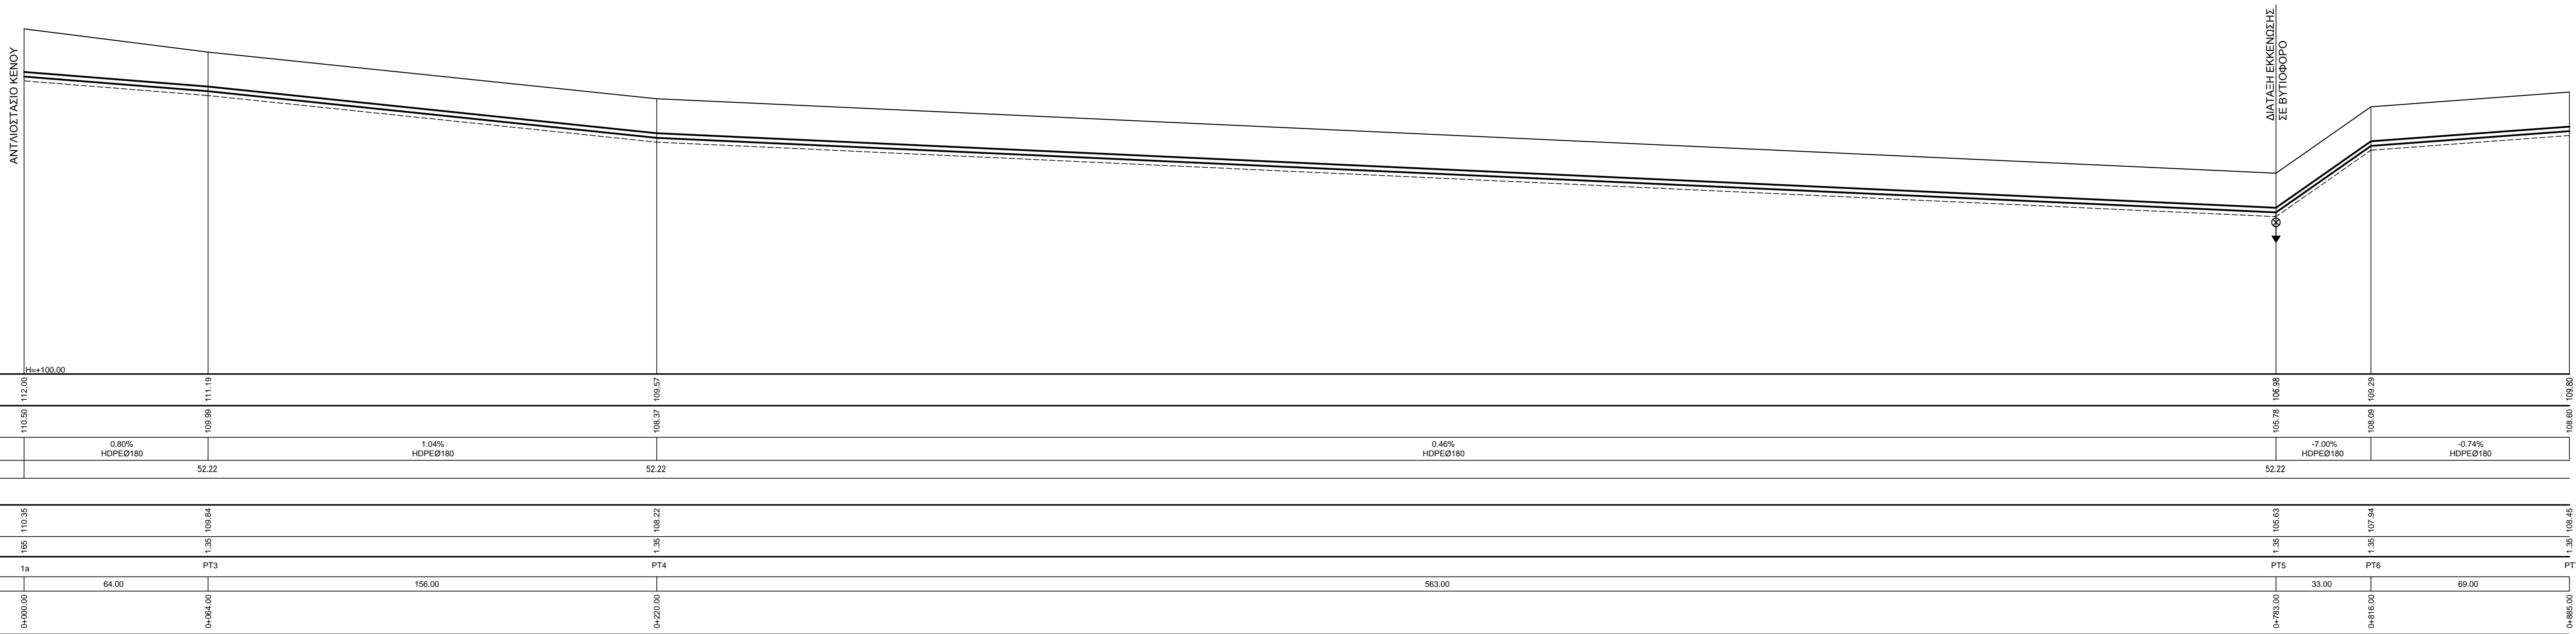 ΑΝΤΛΙΟΣΤΑΣΙΟ ΚΕΝΟΥ
ΔΙΑΤΑΞΗ ΕΚΚΕΝΩΣΗΣ
ΣΕ ΒΥΤΙΟΦΟΡΟ
H=+100.00
112.00 111.19 109.57 106.98 109.29 109.80
110.50 109.99 108.37 105.78 108.09 108.60
0.80% 1.04% 0.46% -7.00% -0.74%
HDPEØ180 HDPEØ180 HDPEØ180 HDPEØ180 HDPEØ180
52.22 52.22 52.22
110.35 109.84 108.22 105.63 107.94 108.45
165 1.35 1.35 1.35 1.35 1.35
1a PT3 PT4 PT5 PT6
64.00 156.00 563.00 33.00 69.00
0+000.00 0+064.00 0+220.00 0+783.00 0+816.00 0+885.00